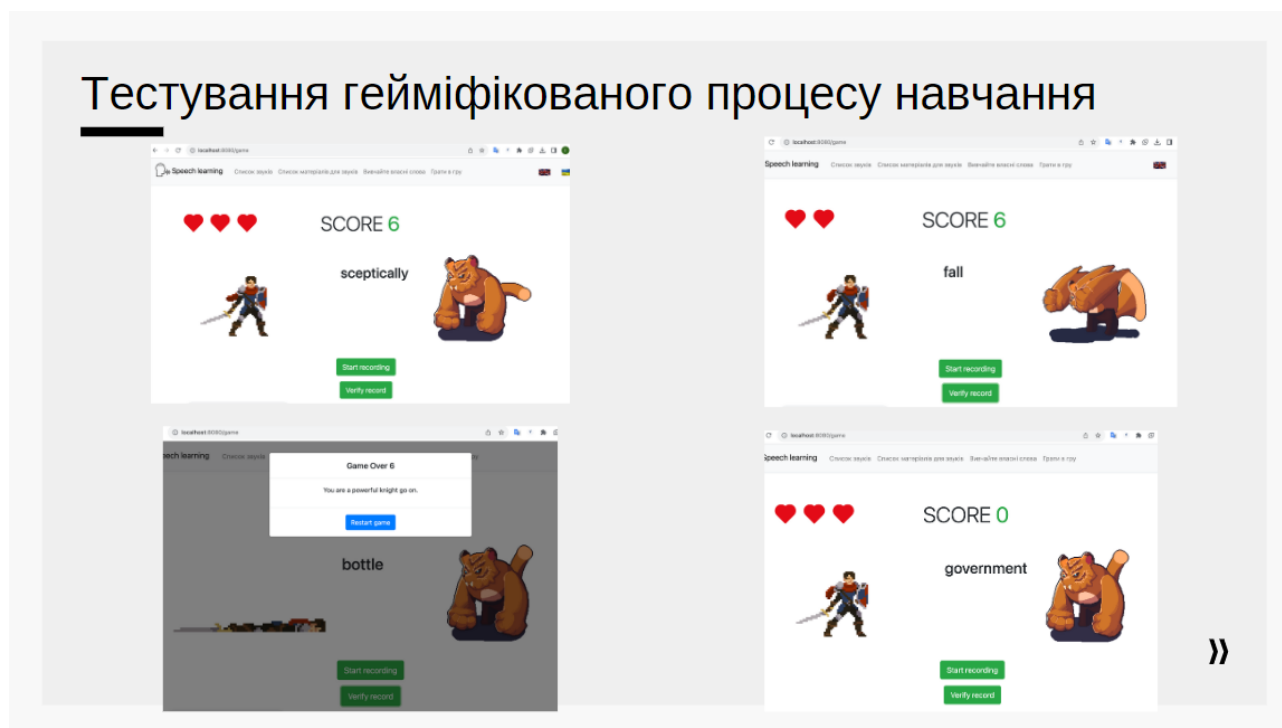 Тестування гейміфікованого процесу навчання
localhost:8080/game
Speech learning Список звуків Список матеріалів для звуків Вивчайте власні слова Грати в гру
SCORE 6
sceptically
Start recording
Verify record
localhost:8080/game
Speech learning Список звуків Список матеріалів для звуків Вивчайте власні слова Грати в гру
SCORE 6
fall
Start recording
Verify record
localhost:8080/game
eech learning Список звуків
Game Over 6
You are a powerful knight go on.
Restart game
bottle
Start recording
Verify record
localhost:8080/game
Speech learning Список звуків Список матеріалів для звуків Вивчайте власні слова Грати в гру
SCORE 0
government
Start recording
Verify record